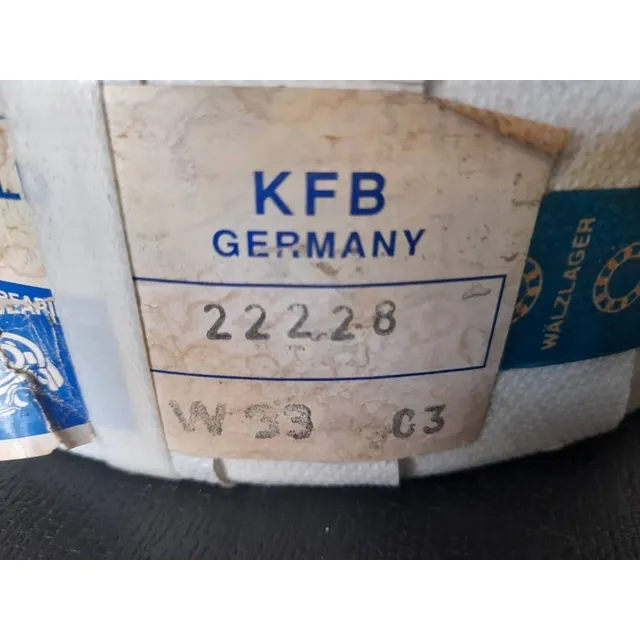 KFB
GERMANY
22228
W33 C3
WÄLZLAGER